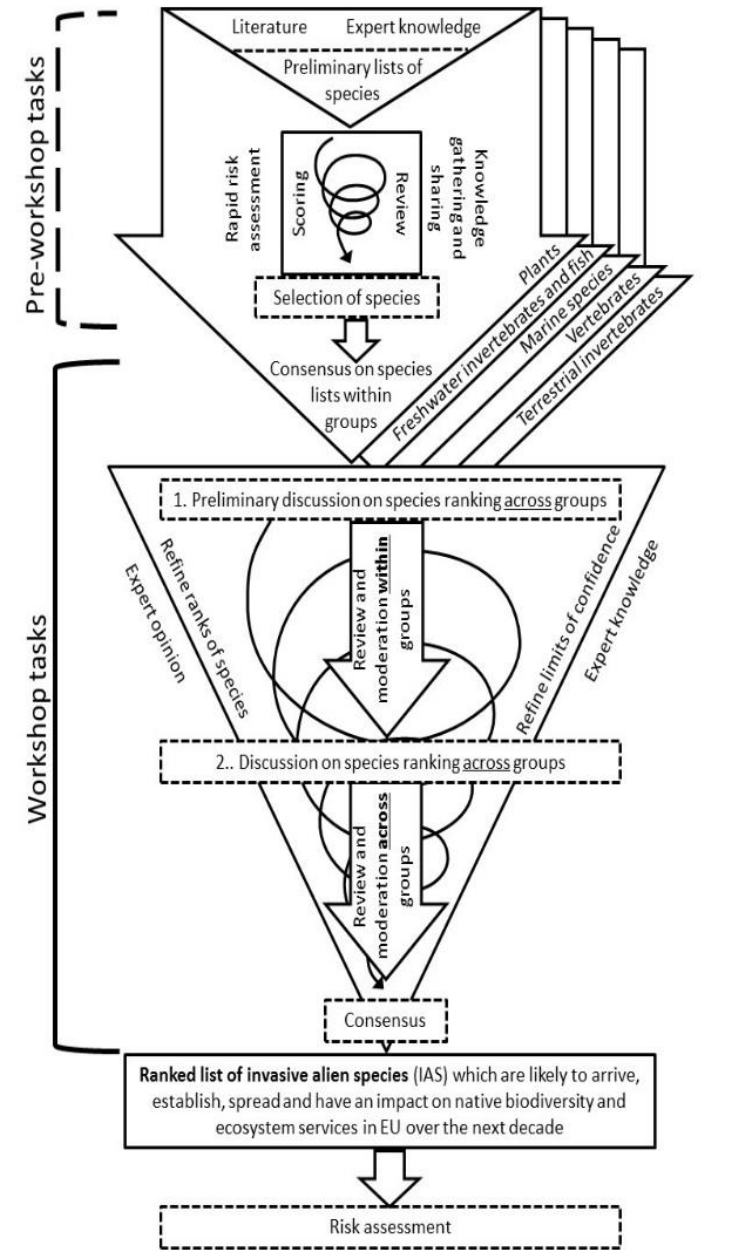 Pre-workshop tasks
Literature
Expert knowledge
Preliminary lists of
species
Rapid risk
assessment
Scoring
Review
Knowledge
gathering and
sharing
Selection of species
Consensus on species
lists within
groups
Plants
Freshwater invertebrates and fish
Marine species
Vertebrates
Terrestrial invertebrates
Workshop tasks
1. Preliminary discussion on species ranking across groups
Refine ranks of species
Expert opinion
Review and
moderation within
groups
Refine limits of confidence
Expert knowledge
2.. Discussion on species ranking across groups
Review and
moderation across
groups
Consensus
Ranked list of invasive alien species (IAS) which are likely to arrive,
establish, spread and have an impact on native biodiversity and
ecosystem services in EU over the next decade
Risk assessment